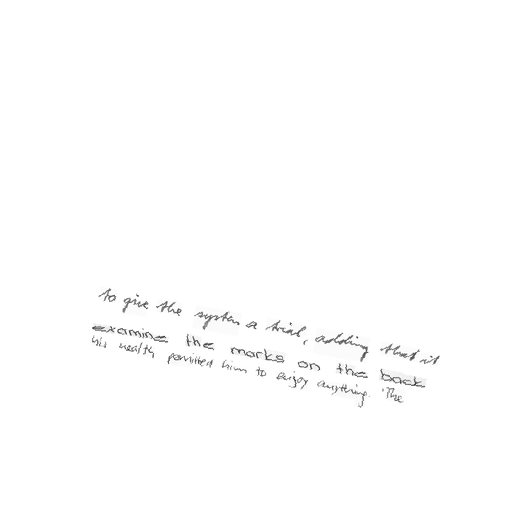 to give the system a trial, adding that it
examine the marks on the back
his health permitted him to enjoy anything. The